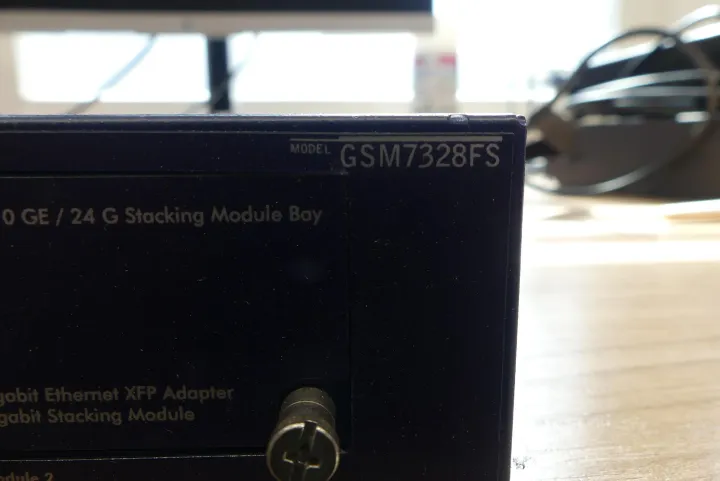 MODEL GSM7328FS
0 GE / 24 G Stacking Module Bay
gabit Ethernet XFP Adapter
gabit Stacking Module
odule 2